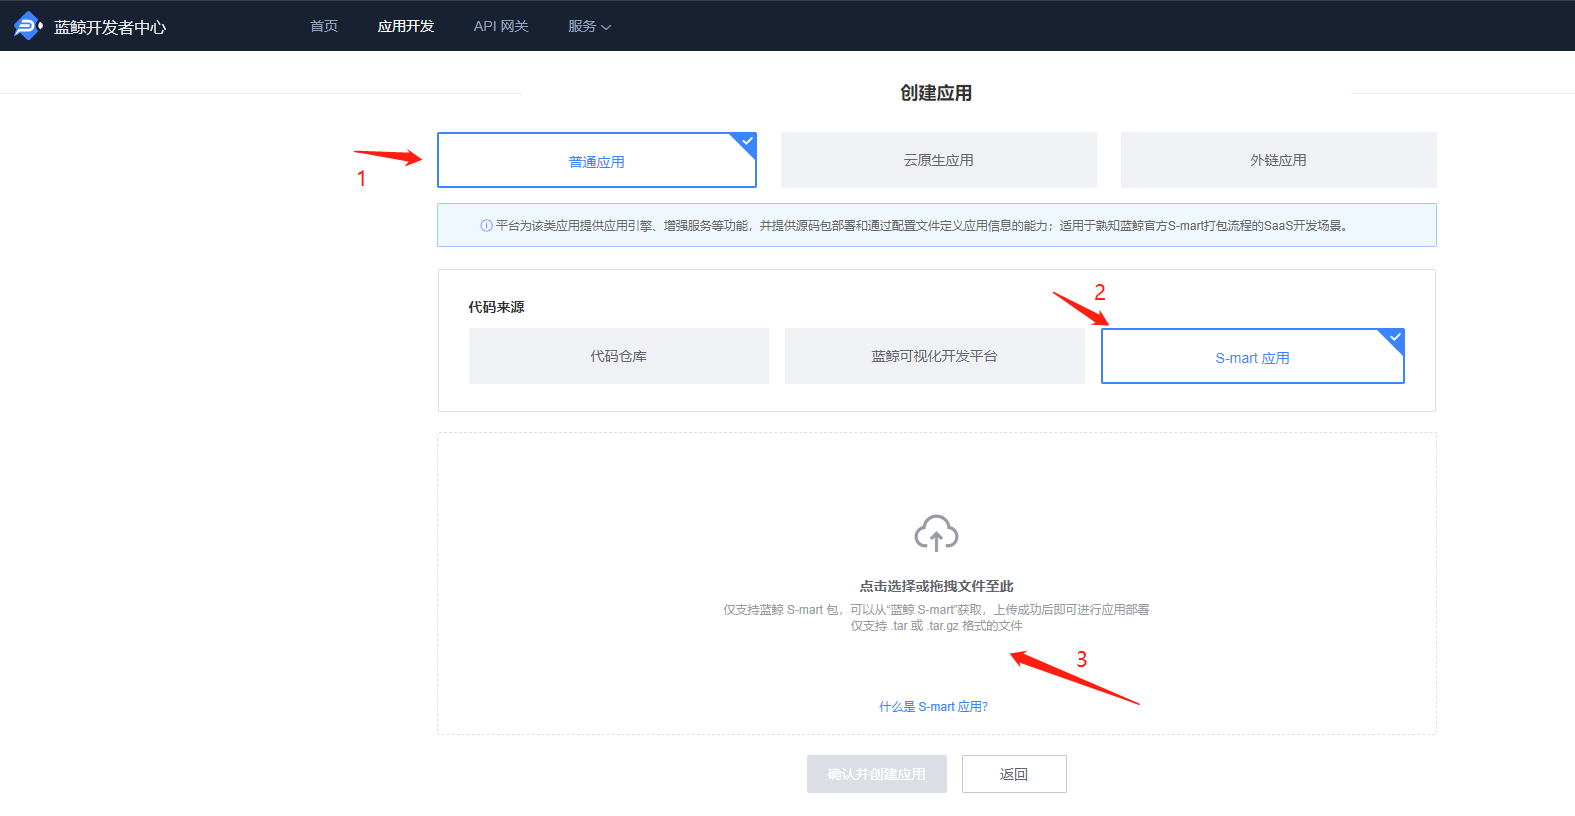 蓝鲸开发者中心 首页 应用开发 API 网关 服务
创建应用
普通应用 云原生应用 外链应用
1
平台为该类应用提供应用引擎、增强服务等功能，并提供源码包部署和通过配置文件定义应用信息的能力；适用于熟知蓝鲸官方S-mart打包流程的SaaS开发场景。
2
代码来源
代码仓库 蓝鲸可视化开发平台 S-mart 应用
点击选择或拖拽文件至此
仅支持蓝鲸 S-mart 包，可以从“蓝鲸 S-mart”获取，上传成功后即可进行应用部署
仅支持 .tar 或 .tar.gz 格式的文件
3
什么是 S-mart 应用?
确认并创建应用 返回